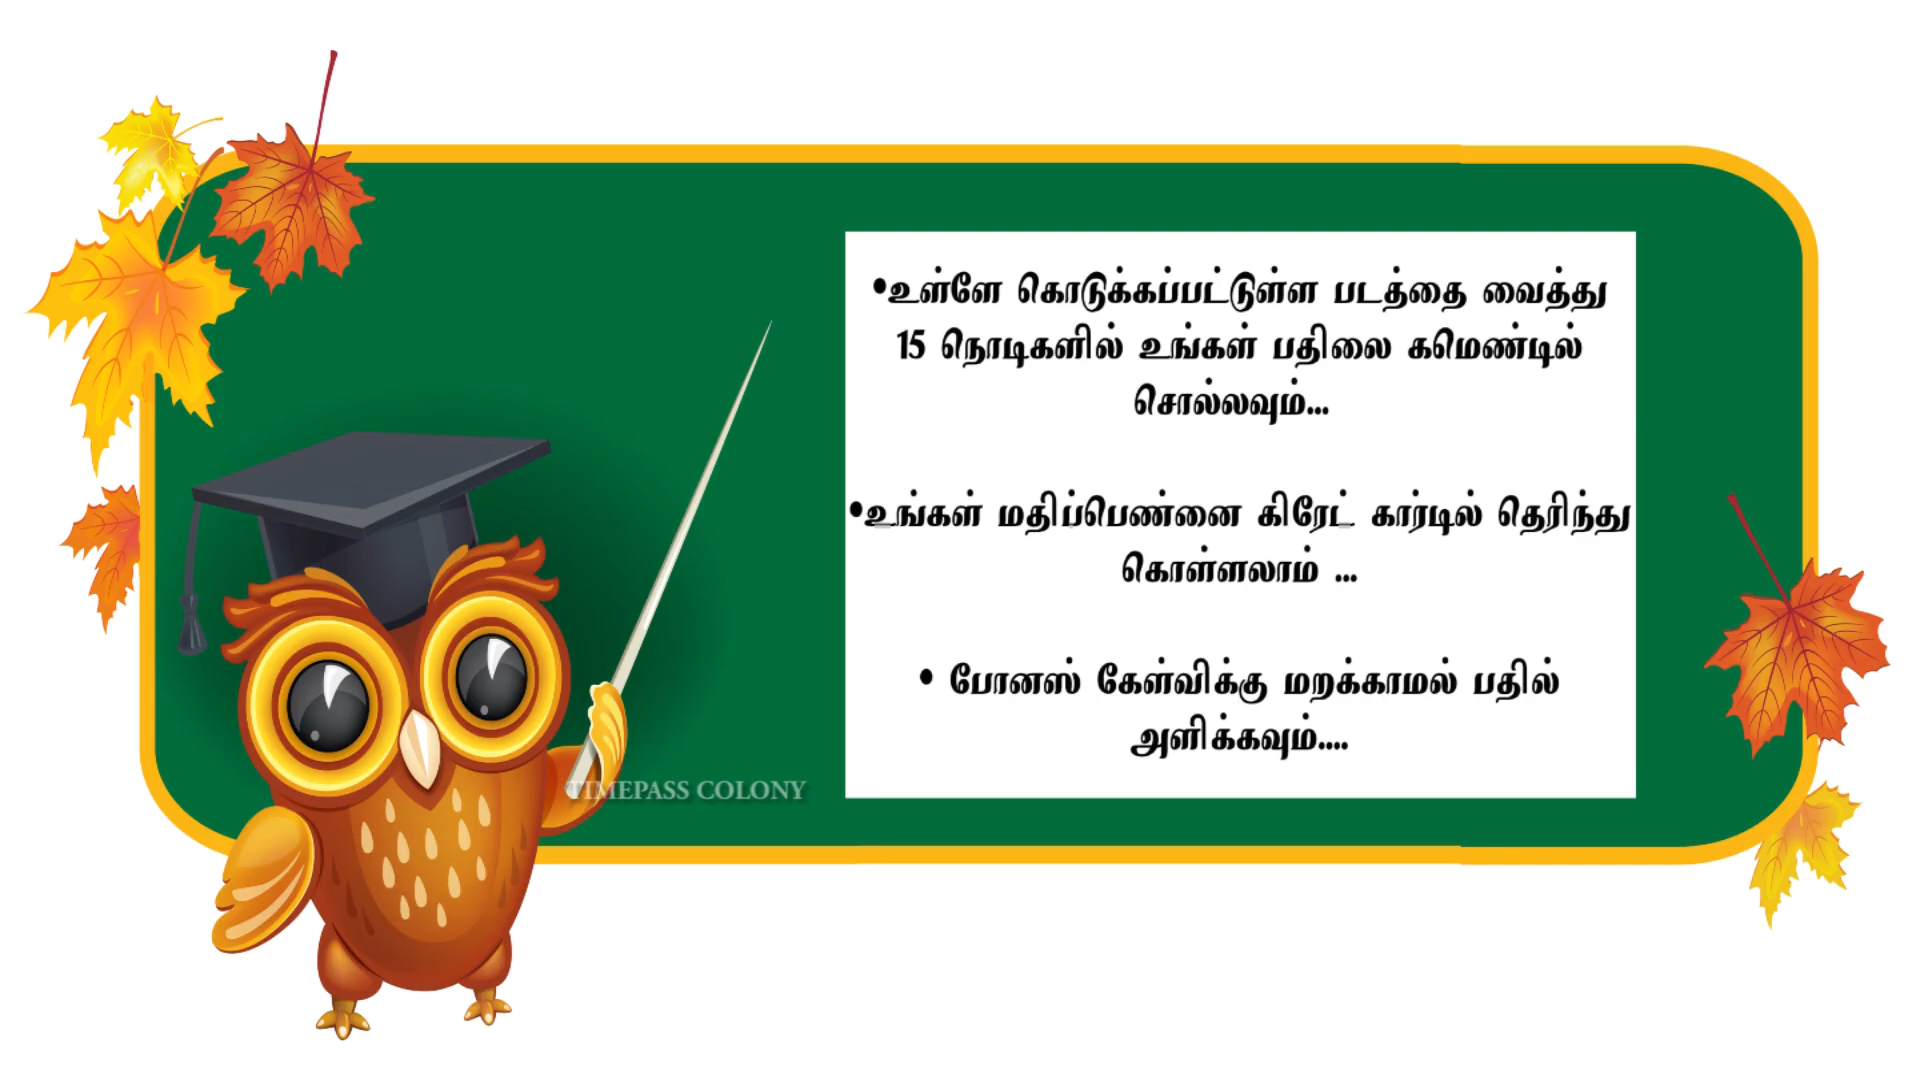 •உள்ளே கொடுக்கப்பட்டுள்ள படத்தை வைத்து
15 நொடிகளில் உங்கள் பதிலை கமெண்டில்
சொல்லவும்...
•உங்கள் மதிப்பெண்னை கிரேட் கார்டில் தெரிந்து
கொள்ளலாம் ...
• போனஸ் கேள்விக்கு மறக்காமல் பதில்
அளிக்கவும்....
TIMEPASS COLONY